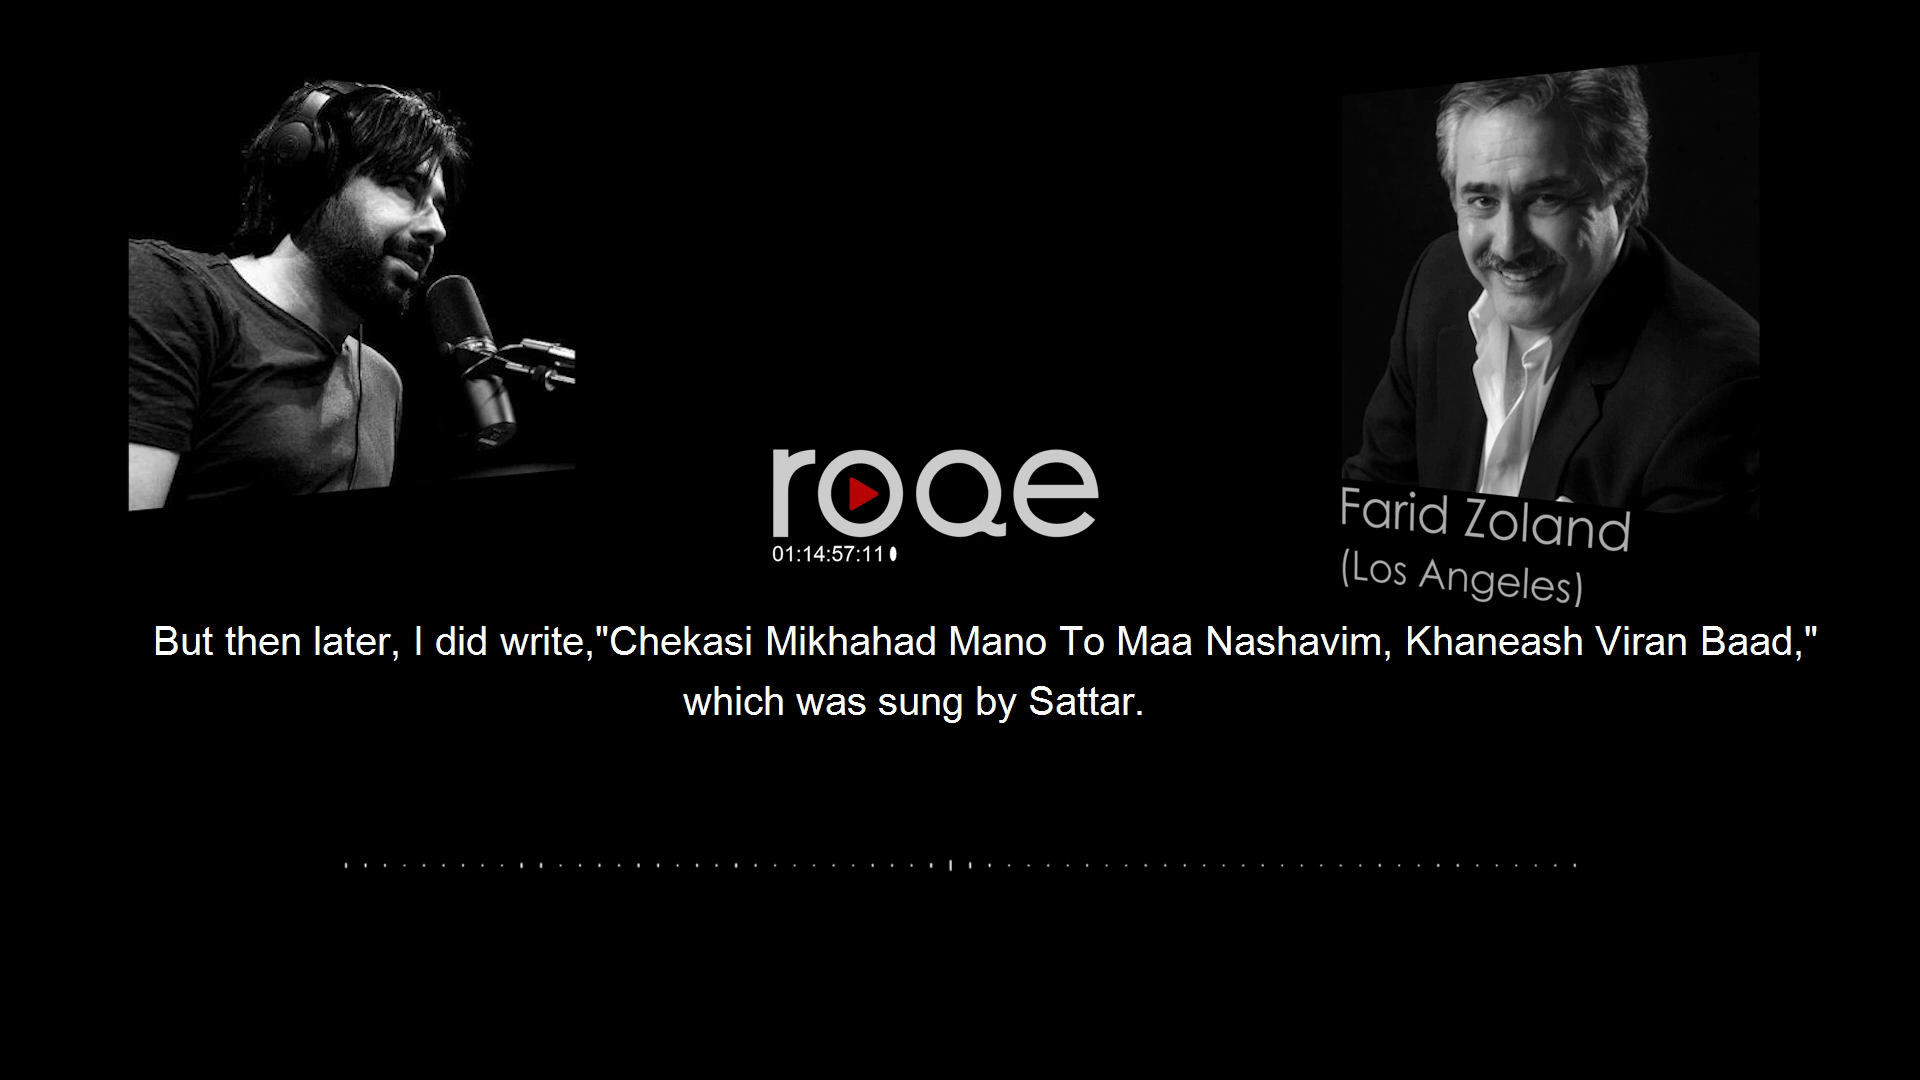 roqe
01:14:57:11
Farid Zoland
(Los Angeles)
But then later, I did write,"Chekasi Mikhahad Mano To Maa Nashavim, Khaneash Viran Baad,"
which was sung by Sattar.